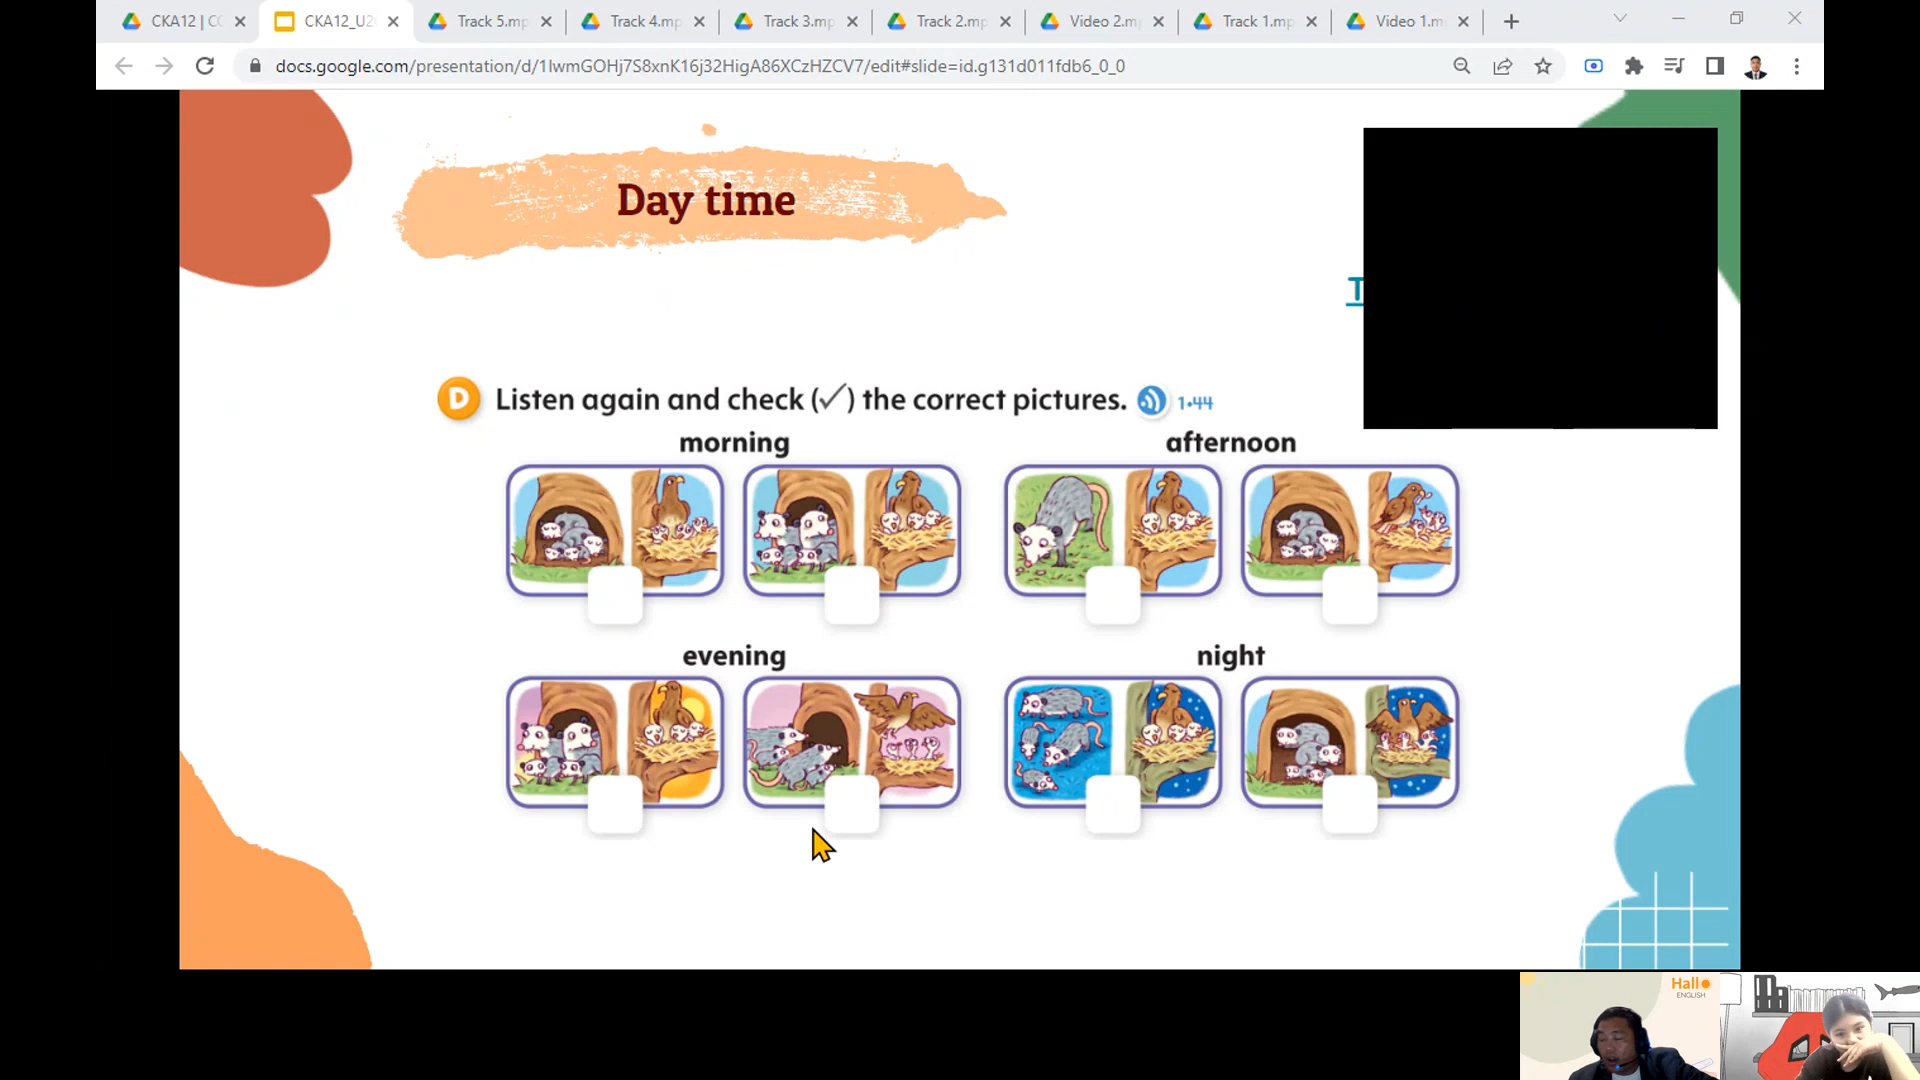 CKA12 | CC
CKA12_U2
Track 5.mp
Track 4.mp
Track 3.mp
Track 2.mp
Video 2.m
Track 1.mp
Video 1.m
docs.google.com/presentation/d/1IwmGOHj7S8xnK16j32HigA86XCzHZCV7/edit#slide=id.g131d011fdb6_0_0
Day time
T
D Listen again and check (✓) the correct pictures. 1•44
morning
afternoon
evening
night
Hallo
ENGLISH